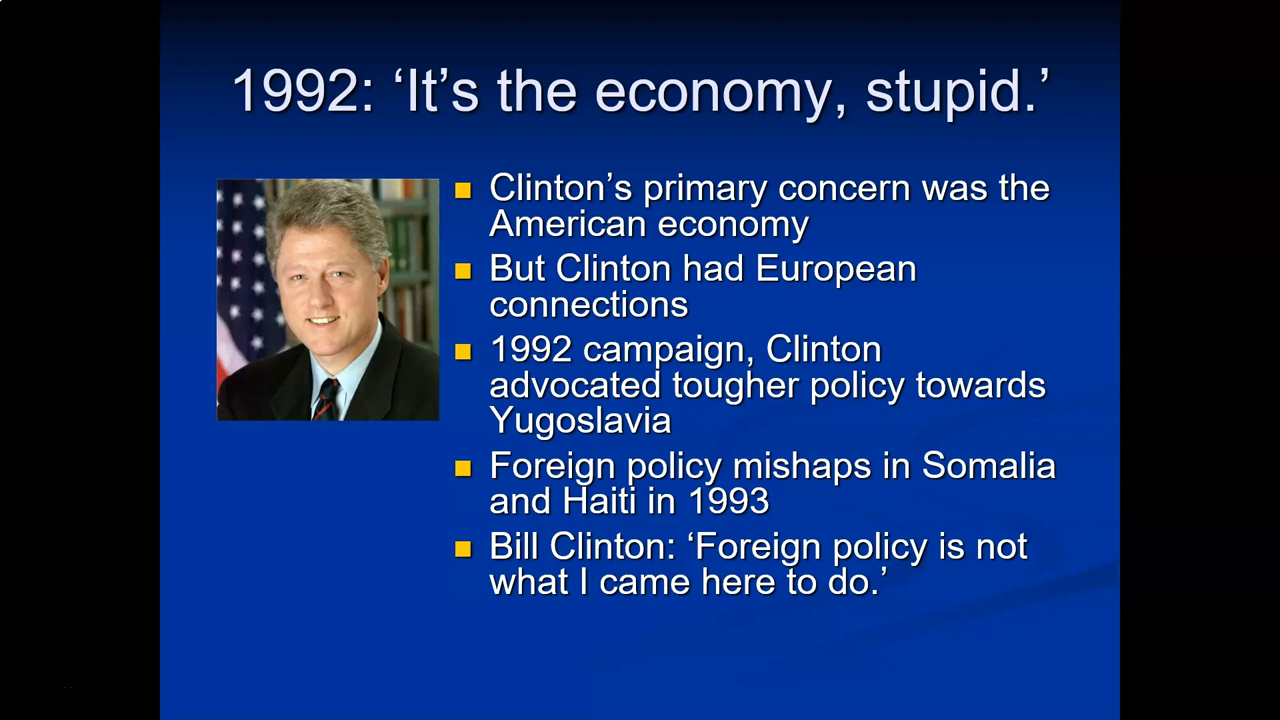 1992: ‘It’s the economy, stupid.’
Clinton’s primary concern was the
American economy
But Clinton had European
connections
1992 campaign, Clinton
advocated tougher policy towards
Yugoslavia
Foreign policy mishaps in Somalia
and Haiti in 1993
Bill Clinton: ‘Foreign policy is not
what I came here to do.’